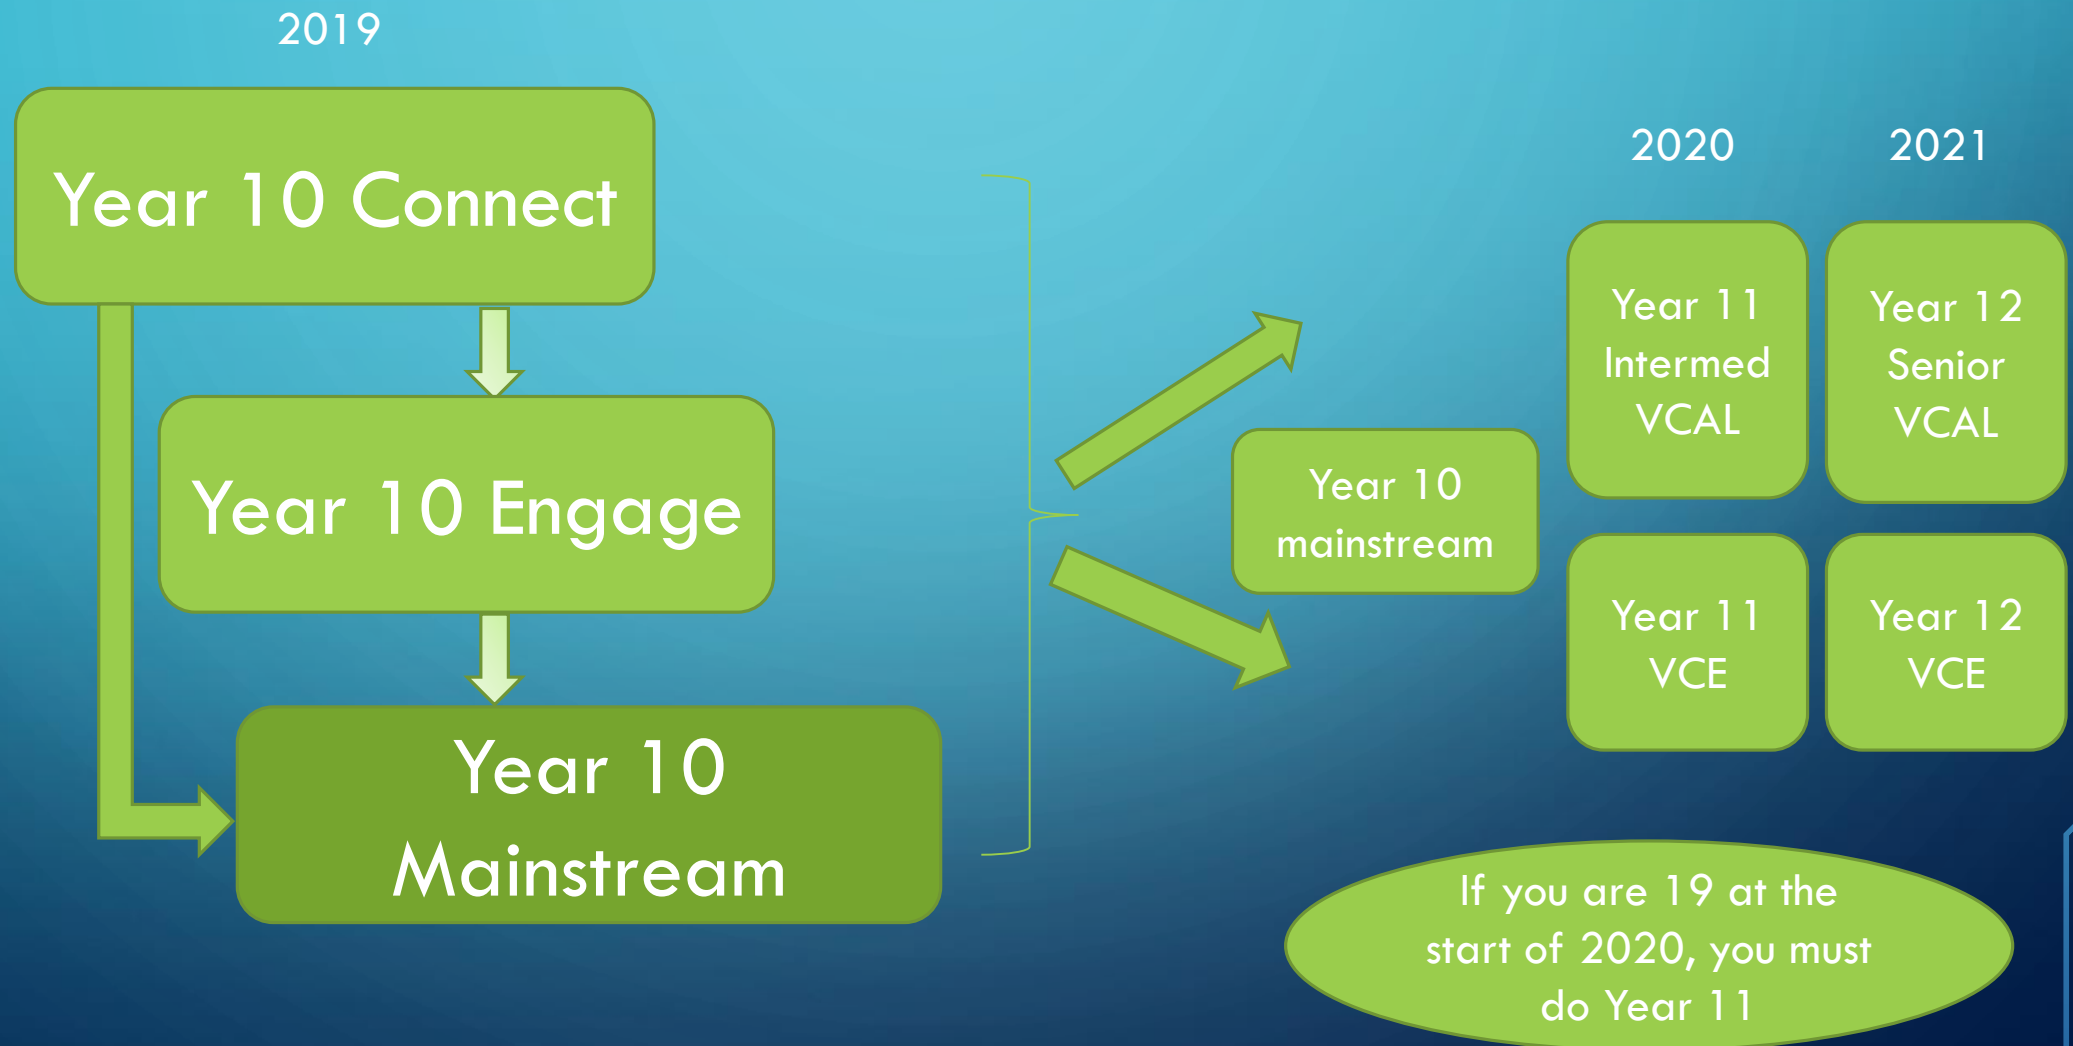 2019
Year 10 Connect
Year 10 Engage
Year 10
Mainstream
Year 10
mainstream
2020
2021
Year 11
Intermed
VCAL
Year 12
Senior
VCAL
Year 11
VCE
Year 12
VCE
If you are 19 at the
start of 2020, you must
do Year 11